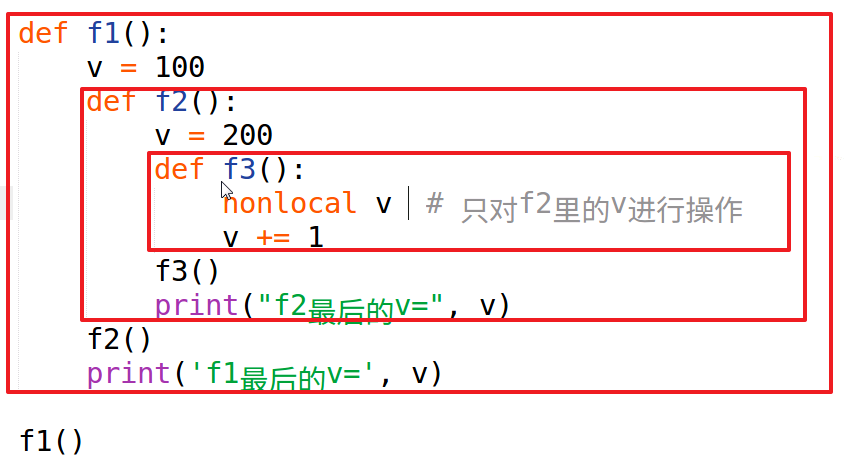 def f1():
    v = 100
    def f2():
        v = 200
        def f3():
            nonlocal v # 只对f2里的v进行操作
            v += 1
        f3()
        print("f2最后的v=", v)
    f2()
    print('f1最后的v=', v)
f1()